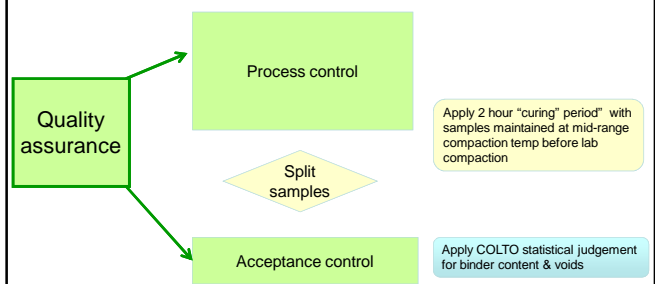 Process control
Quality
assurance
Apply 2 hour “curing” period” with
samples maintained at mid-range
compaction temp before lab
compaction
Split
samples
Acceptance control
Apply COLTO statistical judgement
for binder content & voids